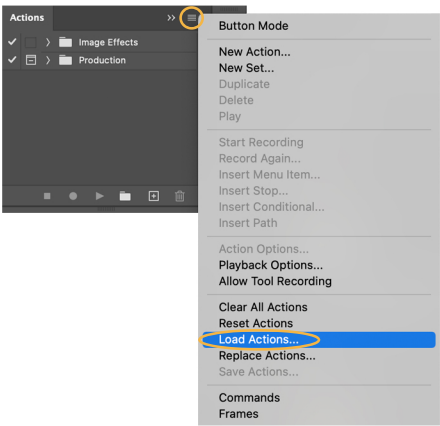 Actions
Image Effects
Production
Button Mode
New Action...
New Set...
Duplicate
Delete
Play
Start Recording
Record Again...
Insert Menu Item...
Insert Stop...
Insert Conditional...
Insert Path
Action Options...
Playback Options...
Allow Tool Recording
Clear All Actions
Reset Actions
Load Actions...
Replace Actions...
Save Actions...
Commands
Frames